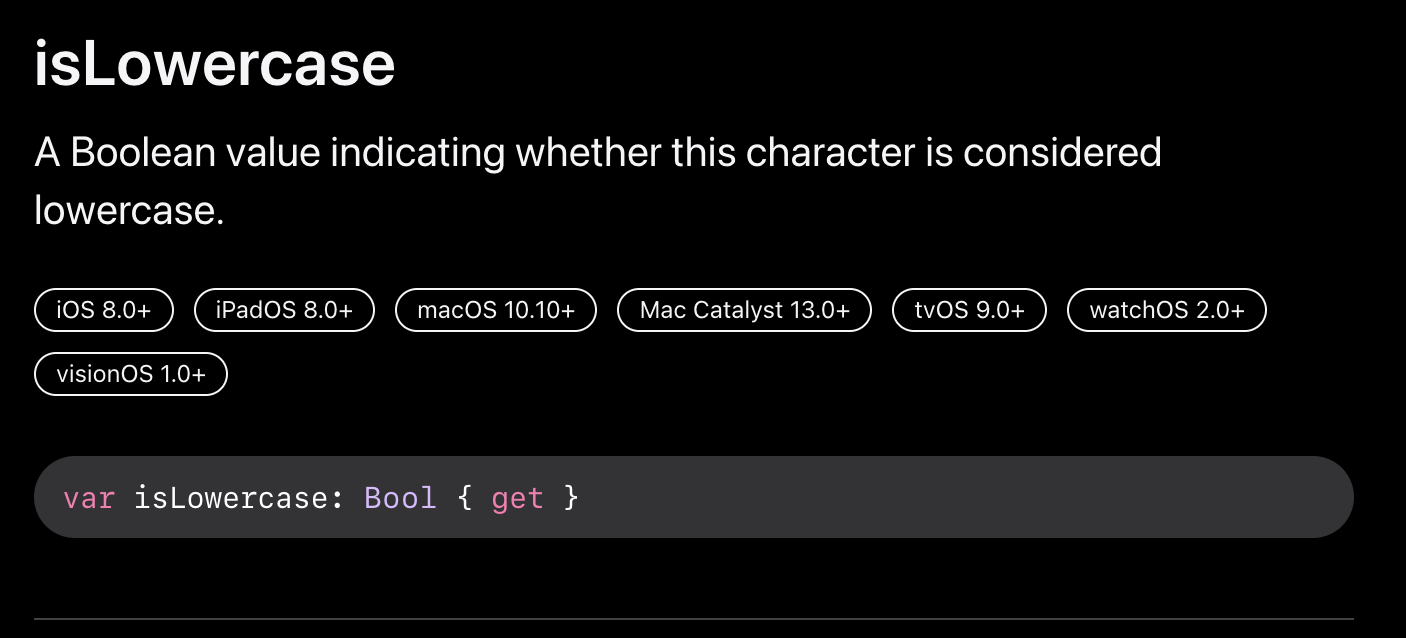 isLowercase
A Boolean value indicating whether this character is considered
lowercase.
iOS 8.0+ iPadOS 8.0+ macOS 10.10+ Mac Catalyst 13.0+ tvOS 9.0+ watchOS 2.0+
visionOS 1.0+
var isLowercase: Bool { get }